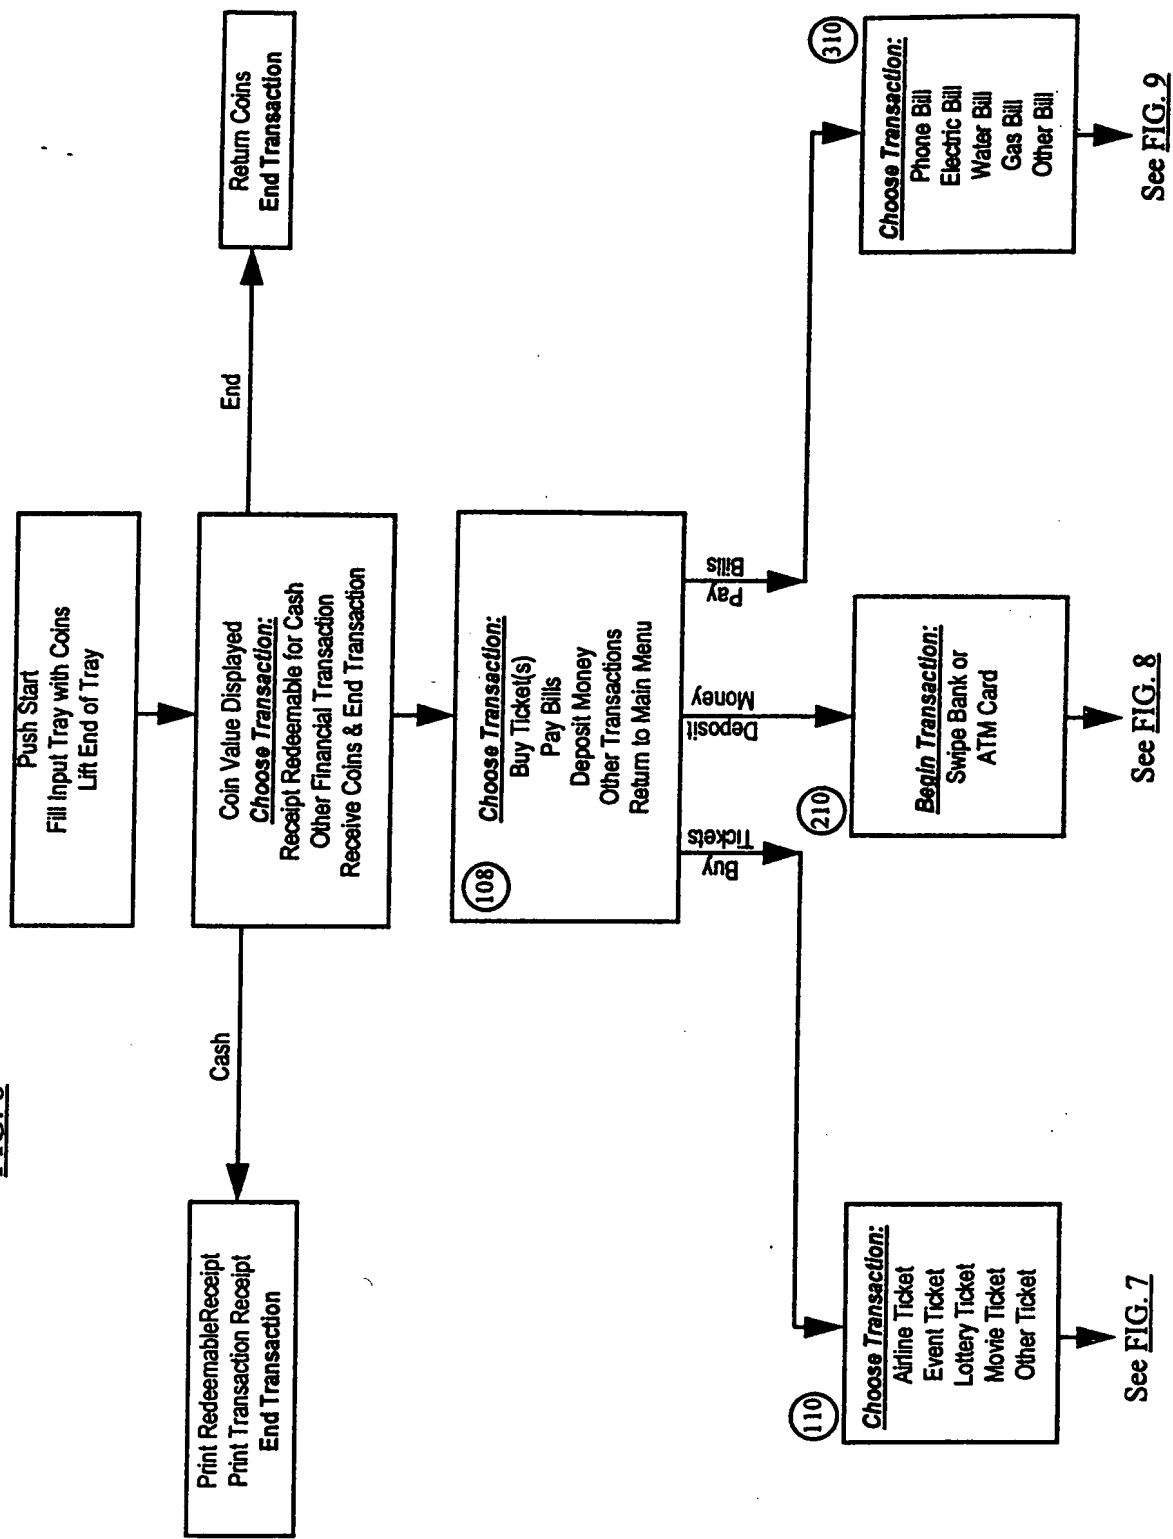 Push Start
Fill Input Tray with Coins
Lift End of Tray
Cash
End
Print RedeemableReceipt
Print Transaction Receipt
End Transaction
Coin Value Displayed
Choose Transaction:
Receipt Redeemable for Cash
Other Financial Transaction
Receive Coins & End Transaction
Return Coins
End Transaction
108
Choose Transaction:
Buy Ticket(s)
Pay Bills
Deposit Money
Other Transactions
Return to Main Menu
Buy
Tickets
Deposit
Money
Pay
Bills
110
Choose Transaction:
Airline Ticket
Event Ticket
Lottery Ticket
Movie Ticket
Other Ticket
See FIG. 7
210
Begin Transaction:
Swipe Bank or
ATM Card
See FIG. 8
310
Choose Transaction:
Phone Bill
Electric Bill
Water Bill
Gas Bill
Other Bill
See FIG. 9